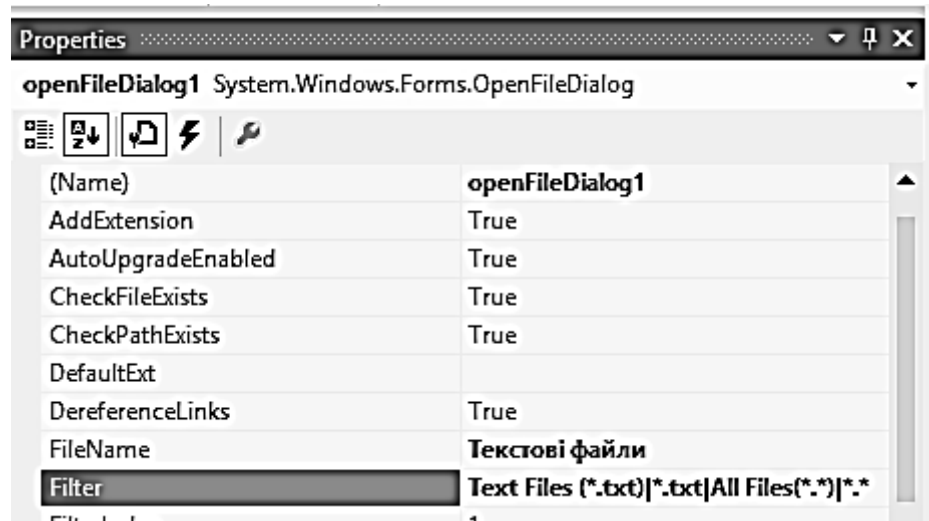 Properties
openFileDialog1 System.Windows.Forms.OpenFileDialog
(Name) openFileDialog1
AddExtension True
AutoUpgradeEnabled True
CheckFileExists True
CheckPathExists True
DefaultExt
DereferenceLinks True
FileName Текстові файли
Filter Text Files (*.txt)|*.txt|All Files(*.*)|*.*